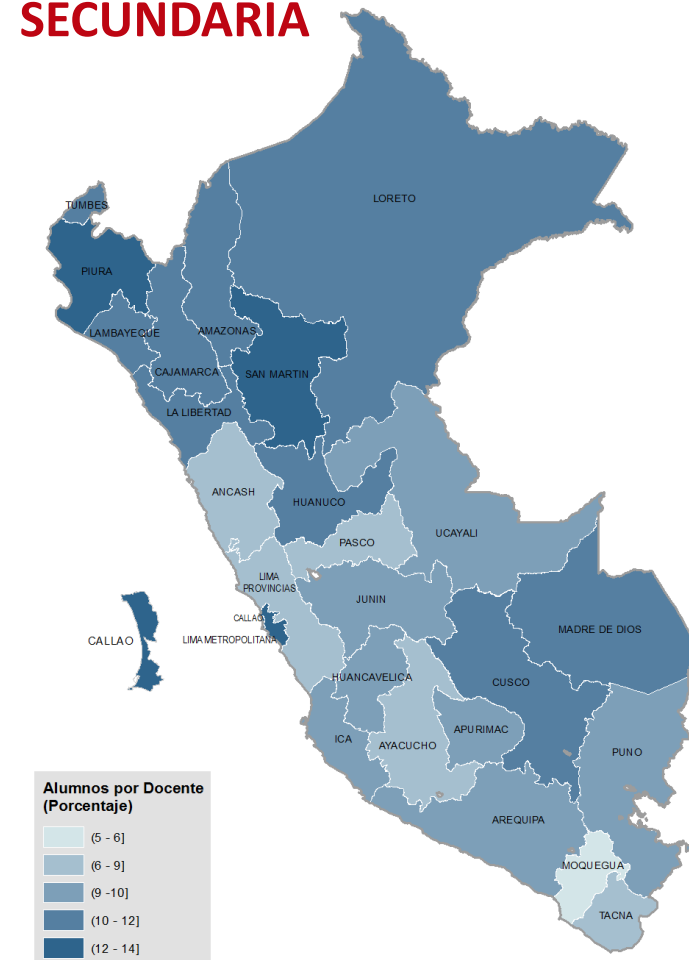 SECUNDARIA
LORETO
TUMBES
PIURA
LAMBAYEQUE
AMAZONAS
CAJAMARCA
SAN MARTIN
LA LIBERTAD
ANCASH
HUANUCO
UCAYALI
PASCO
LIMA
PROVINCIAS
JUNIN
CALLAO
LIMA METROPOLITANA
CALLAO
MADRE DE DIOS
HUANCAVELICA
CUSCO
ICA
AYACUCHO
APURIMAC
PUNO
AREQUIPA
MOQUEGUA
TACNA
Alumnos por Docente
(Porcentaje)
(5 - 6]
(6 - 9]
(9 -10]
(10 - 12]
(12 - 14]